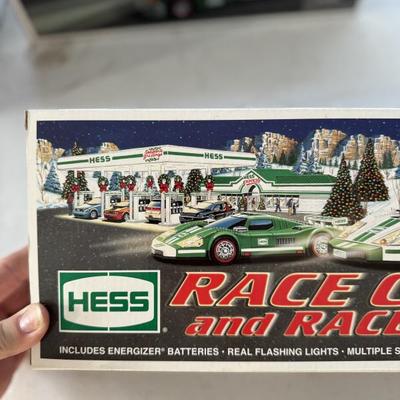 HESS
HESS
HESS
RACE C
and RACE
INCLUDES ENERGIZER® BATTERIES • REAL FLASHING LIGHTS • MULTIPLE S